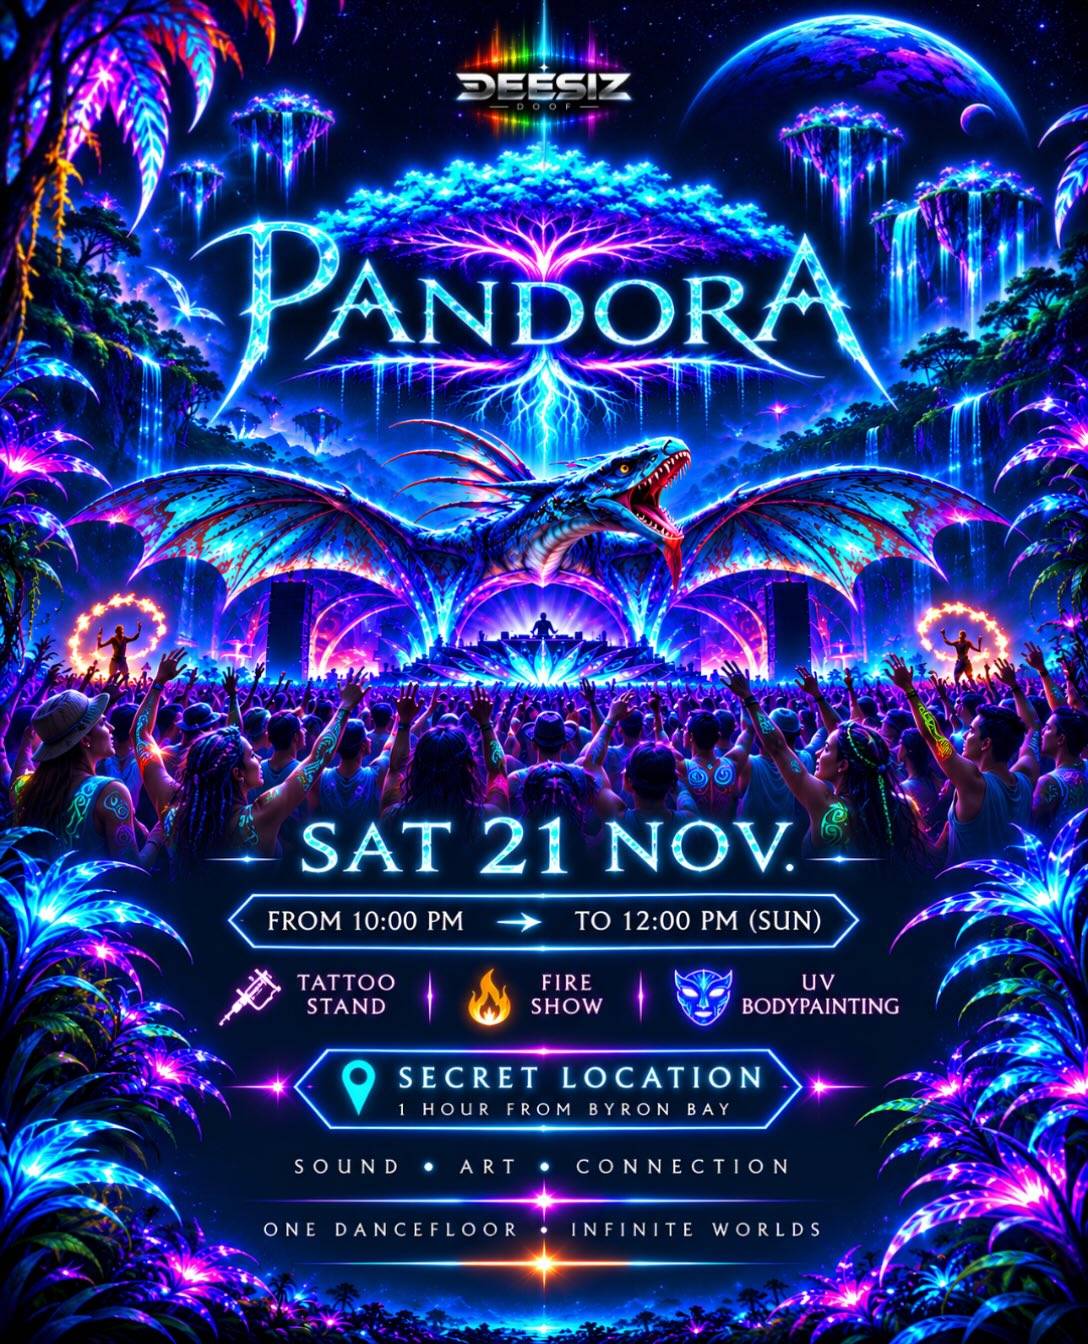 DEESIZ
DOOF
PANDORA
SAT 21 NOV.
FROM 10:00 PM → TO 12:00 PM (SUN)
TATTOO STAND
FIRE SHOW
UV BODYPAINTING
SECRET LOCATION
1 HOUR FROM BYRON BAY
SOUND • ART • CONNECTION
ONE DANCEFLOOR • INFINITE WORLDS